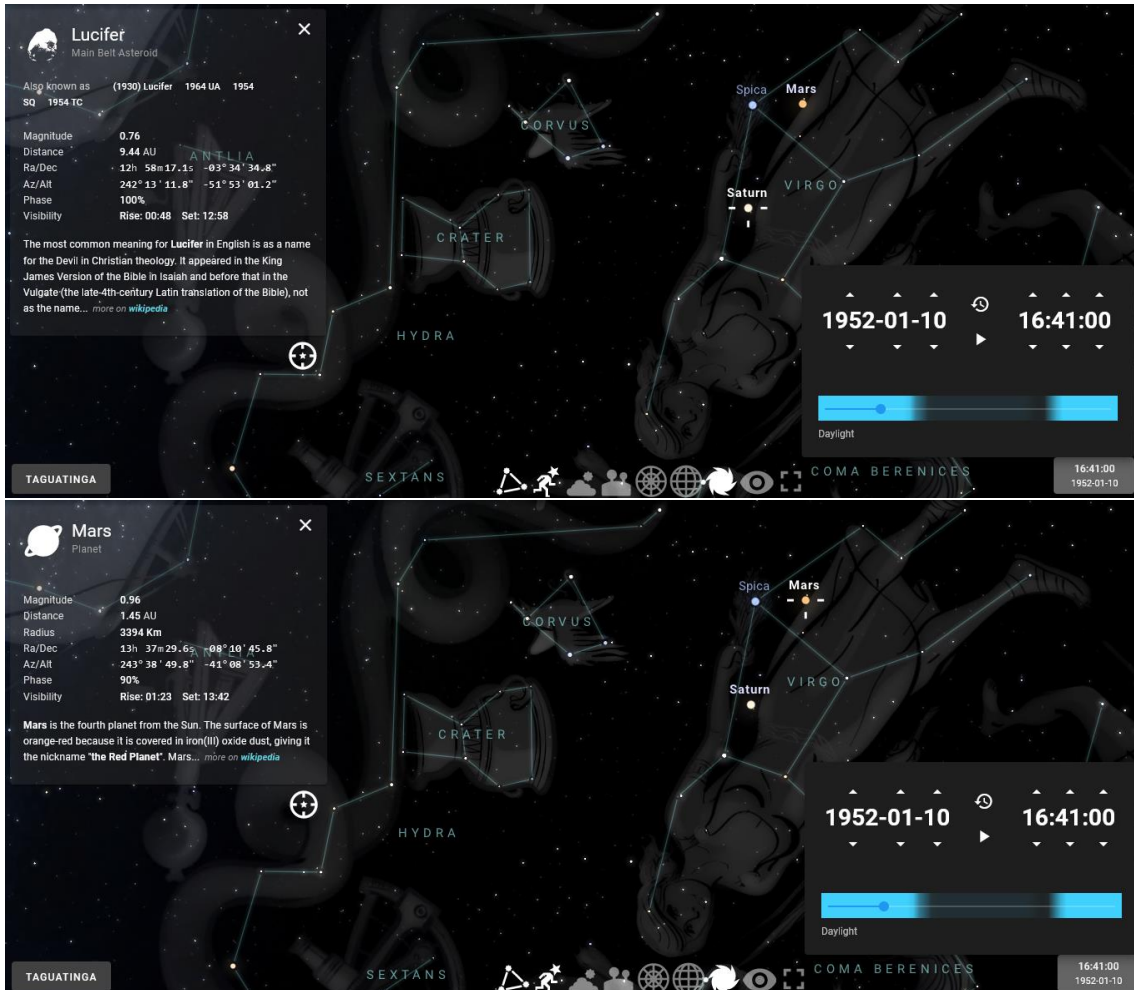 Lucifer
Main Belt Asteroid
Also known as (1930) Lucifer 1964 UA 1954
SQ 1954 TC
Magnitude 0.76
Distance 9.44 AU
Ra/Dec 12h 58m17.1s -03°34'34.8"
Az/Alt 242°13'11.8" -51°53'01.2"
Phase 100%
Visibility Rise: 00:48 Set: 12:58
The most common meaning for Lucifer in English is as a name
for the Devil in Christian theology. It appeared in the King
James Version of the Bible in Isaiah and before that in the
Vulgate (the late-4th-century Latin translation of the Bible), not
as the name... more on wikipedia
ANTLIA
CORVUS
CRATER
HYDRA
SEXTANS
Spica
Mars
Saturn
VIRGO
COMA BERENICES
1952-01-10 16:41:00
Daylight
TAGUATINGA
16:41:00
1952-01-10
Mars
Planet
Magnitude 0.96
Distance 1.45 AU
Radius 3394 Km
Ra/Dec 13h 37m29.6s -08°10'45.8"
Az/Alt 243°38'49.8" -41°08'53.4"
Phase 90%
Visibility Rise: 01:23 Set: 13:42
Mars is the fourth planet from the Sun. The surface of Mars is
orange-red because it is covered in iron(III) oxide dust, giving it
the nickname "the Red Planet". Mars... more on wikipedia
ANTLIA
CORVUS
CRATER
HYDRA
SEXTANS
Spica
Mars
Saturn
VIRGO
COMA BERENICES
1952-01-10 16:41:00
Daylight
TAGUATINGA
16:41:00
1952-01-10